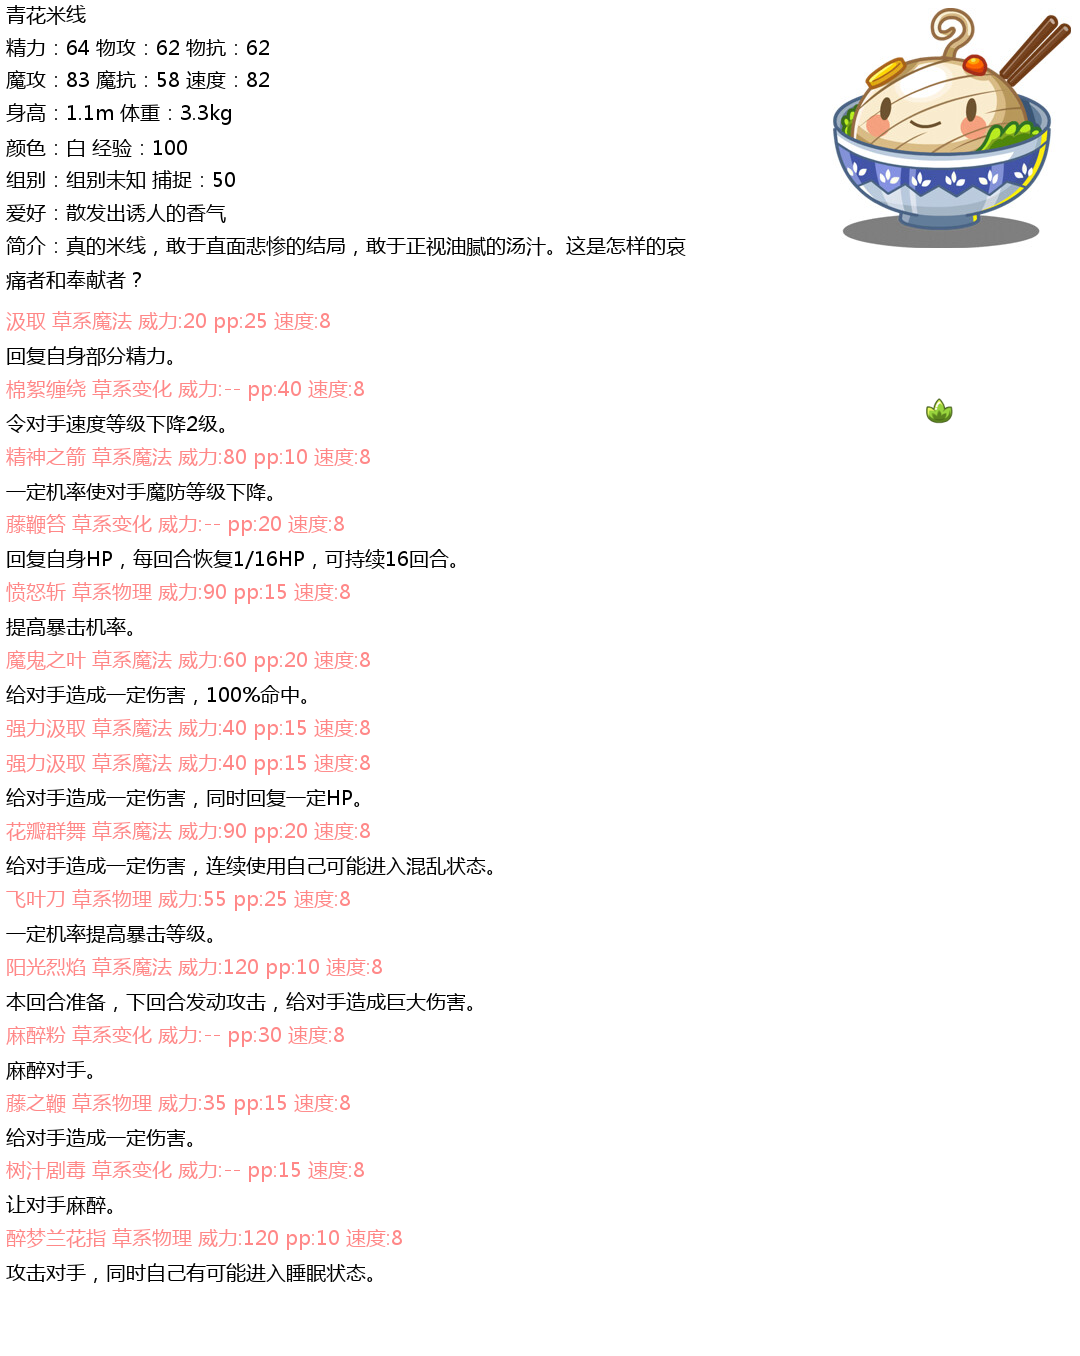 青花米线
精力：64 物攻：62 物抗：62
魔攻：83 魔抗：58 速度：82
身高：1.1m 体重：3.3kg
颜色：白 经验：100
组别：组别未知 捕捉：50
爱好：散发出诱人的香气
简介：真的米线，敢于直面悲惨的结局，敢于正视油腻的汤汁。这是怎样的哀
痛者和奉献者？
汲取 草系魔法 威力:20 pp:25 速度:8
回复自身部分精力。
棉絮缠绕 草系变化 威力:-- pp:40 速度:8
令对手速度等级下降2级。
精神之箭 草系魔法 威力:80 pp:10 速度:8
一定机率使对手魔防等级下降。
藤鞭笞 草系变化 威力:-- pp:20 速度:8
回复自身HP，每回合恢复1/16HP，可持续16回合。
愤怒斩 草系物理 威力:90 pp:15 速度:8
提高暴击机率。
魔鬼之叶 草系魔法 威力:60 pp:20 速度:8
给对手造成一定伤害，100%命中。
强力汲取 草系魔法 威力:40 pp:15 速度:8
强力汲取 草系魔法 威力:40 pp:15 速度:8
给对手造成一定伤害，同时回复一定HP。
花瓣群舞 草系魔法 威力:90 pp:20 速度:8
给对手造成一定伤害，连续使用自己可能进入混乱状态。
飞叶刀 草系物理 威力:55 pp:25 速度:8
一定机率提高暴击等级。
阳光烈焰 草系魔法 威力:120 pp:10 速度:8
本回合准备，下回合发动攻击，给对手造成巨大伤害。
麻醉粉 草系变化 威力:-- pp:30 速度:8
麻醉对手。
藤之鞭 草系物理 威力:35 pp:15 速度:8
给对手造成一定伤害。
树汁剧毒 草系变化 威力:-- pp:15 速度:8
让对手麻醉。
醉梦兰花指 草系物理 威力:120 pp:10 速度:8
攻击对手，同时自己有可能进入睡眠状态。